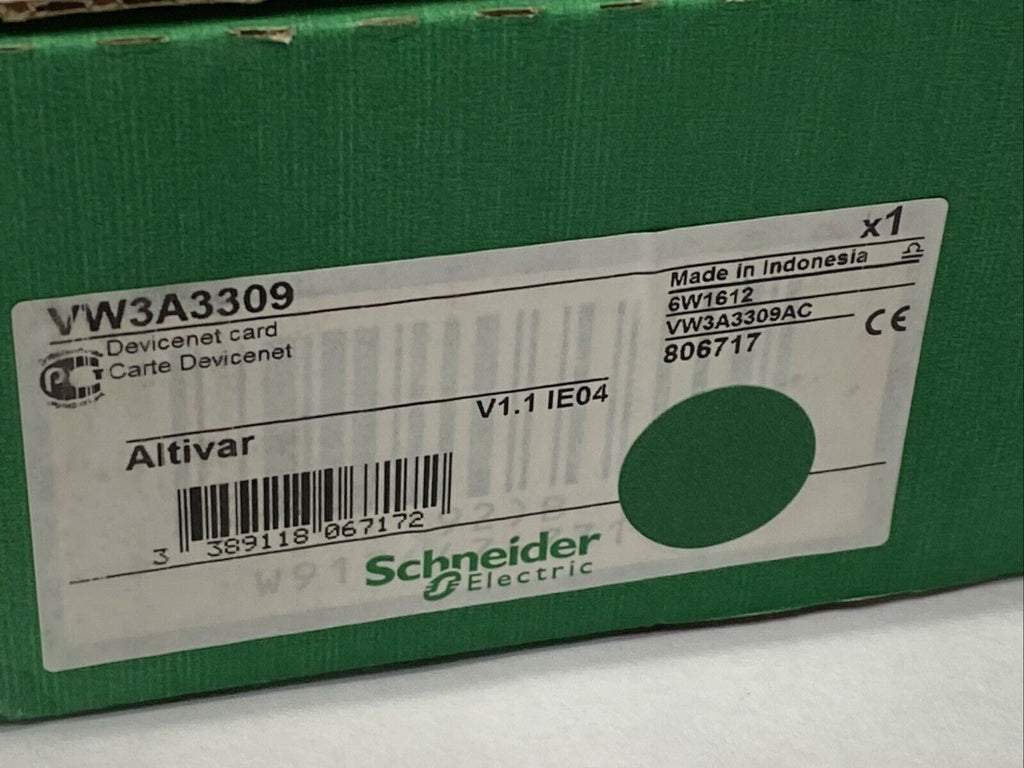 x1
VW3A3309
Devicenet card
Carte Devicenet
Made in Indonesia
6W1612
VW3A3309AC
806717
CE
V1.1 IE04
Altivar
3 389118 067172
Schneider
Electric